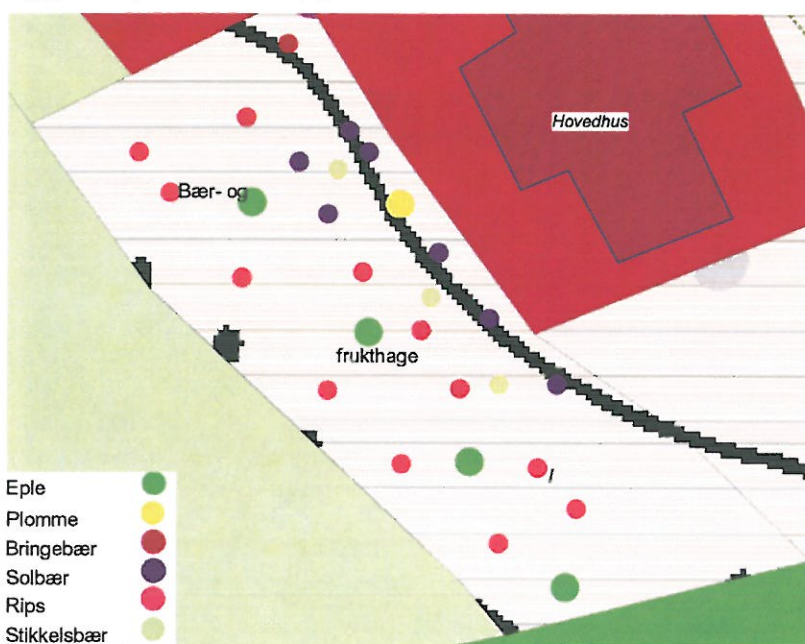 Hovedhus
Bær- og
frukthage
Eple
Plomme
Bringebær
Solbær
Rips
Stikkelsbær